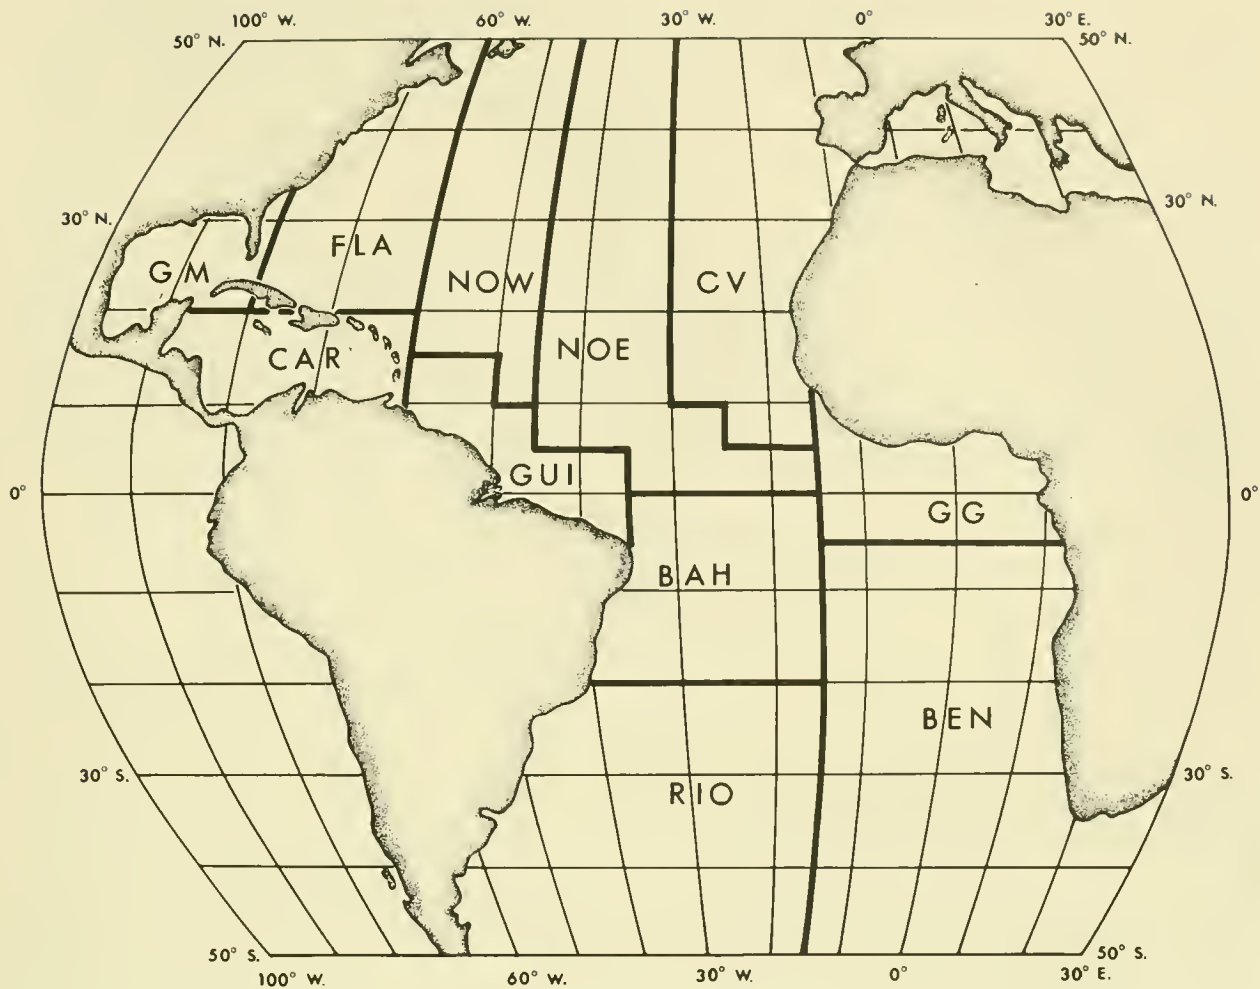 100° W. 60° W. 30° W. 0° 30° E.
50° N. 50° N.
30° N. 30° N.
FLA
GM NOW CV
NOE
CAR
GUI
0° 0°
GG
BAH
BEN
30° S. 30° S.
RIO
50° S. 50° S.
100° W. 60° W. 30° W. 0° 30° E.